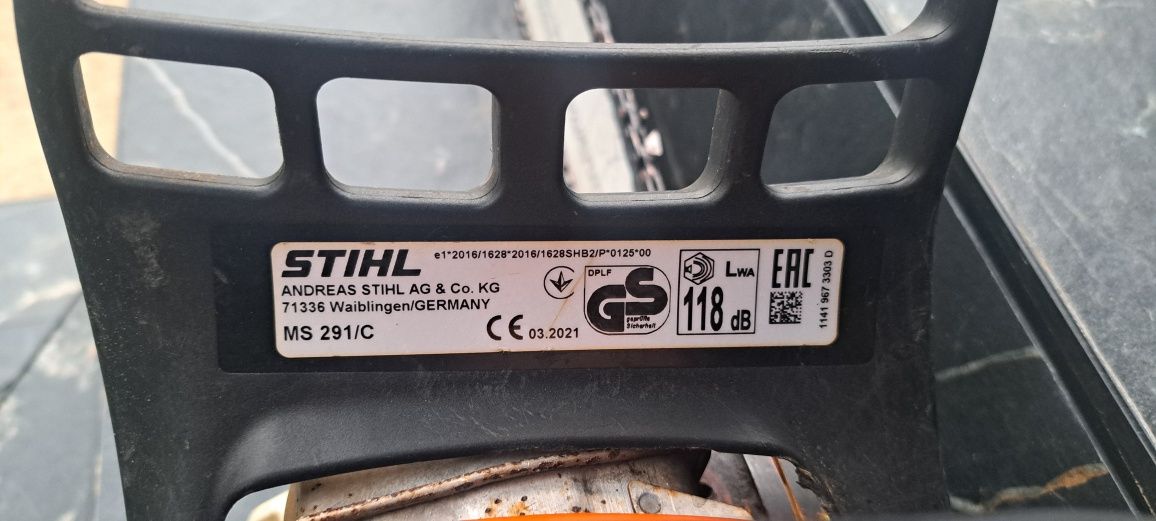 STIHL
e1*2016/1628*2016/1628SHB2/P*0125*00
ANDREAS STIHL AG & Co. KG
71336 Waiblingen/GERMANY
MS 291/C
CE 03.2021
DPLF
GS
geprüfte
Sicherheit
LWA
118 dB
EAC
1141 967 3303 D